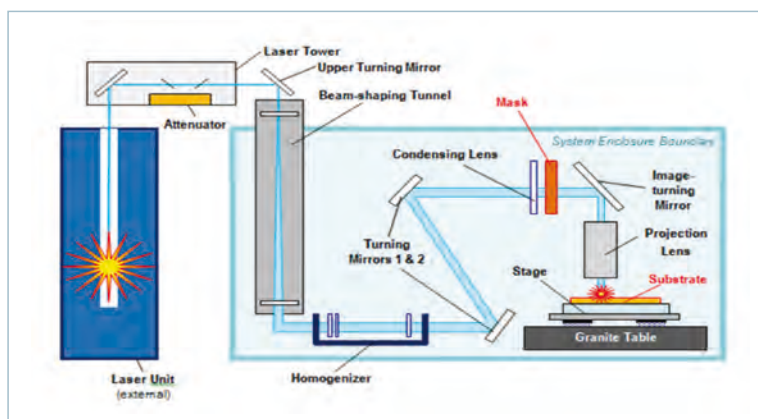 Laser Tower
Upper Turning Mirror
Beam-shaping Tunnel
Attenuator
Mask
System Enclosure Boundary
Condensing Lens
Image-
turning
Mirror
Turning
Mirrors 1 & 2
Projection
Lens
Stage
Substrate
Granite Table
Homogenizer
Laser Unit
(external)